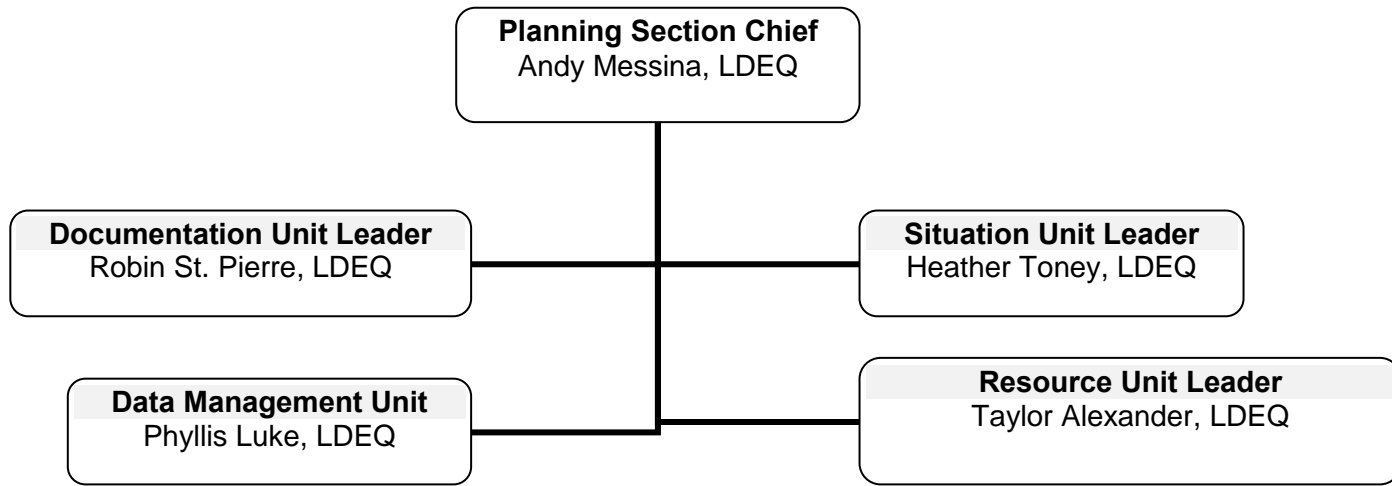 Planning Section Chief
Andy Messina, LDEQ
Documentation Unit Leader
Robin St. Pierre, LDEQ
Situation Unit Leader
Heather Toney, LDEQ
Data Management Unit
Phyllis Luke, LDEQ
Resource Unit Leader
Taylor Alexander, LDEQ